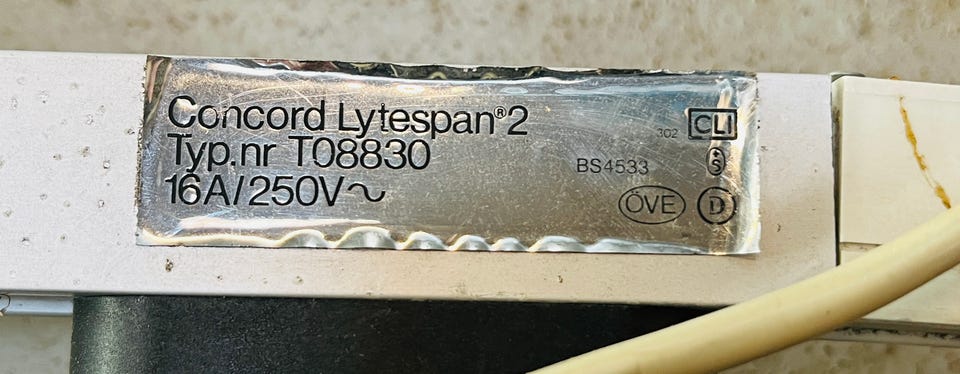 Concord Lytespan®2
Typ.nr T08830
16A/250V~
302 CLI
BS4533
S
ÖVE D